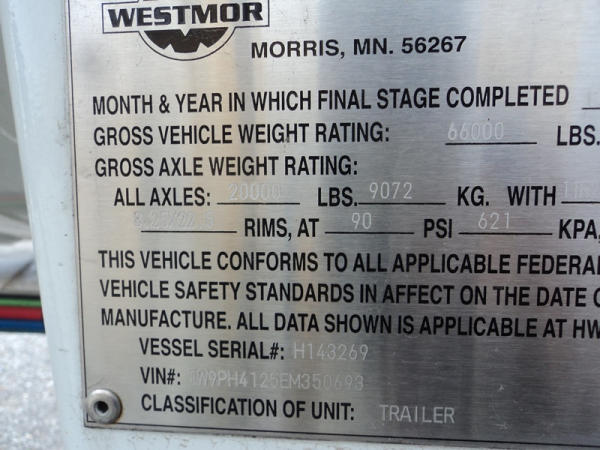 WESTMOR
MORRIS, MN. 56267
MONTH & YEAR IN WHICH FINAL STAGE COMPLETED
GROSS VEHICLE WEIGHT RATING: 66000 LBS.
GROSS AXLE WEIGHT RATING:
ALL AXLES: 20000 LBS. 9072 KG. WITH
RIMS, AT 90 PSI 621 KPA,
THIS VEHICLE CONFORMS TO ALL APPLICABLE FEDERAL
VEHICLE SAFETY STANDARDS IN AFFECT ON THE DATE
MANUFACTURE. ALL DATA SHOWN IS APPLICABLE AT
VESSEL SERIAL#: H143269
VIN#: 1W9PH4125EM350693
CLASSIFICATION OF UNIT: TRAILER